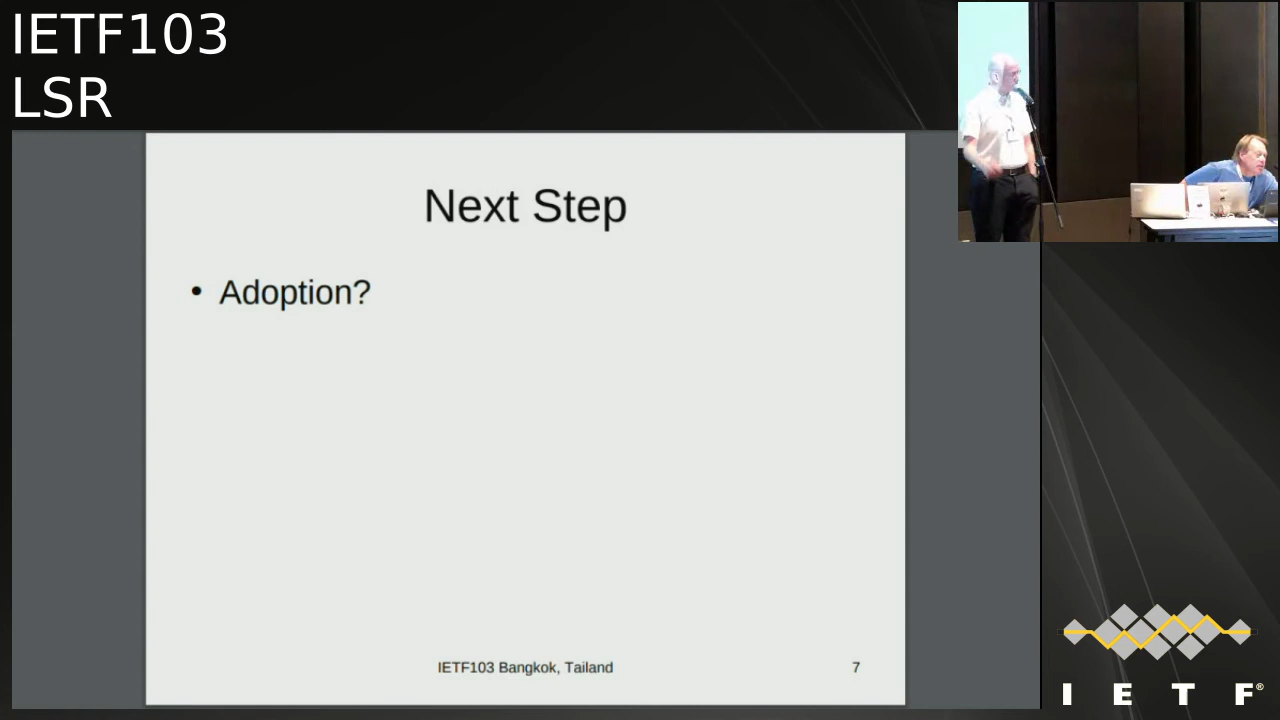 IETF103
LSR
Next Step
• Adoption?
IETF103 Bangkok, Tailand
7
I E T F®